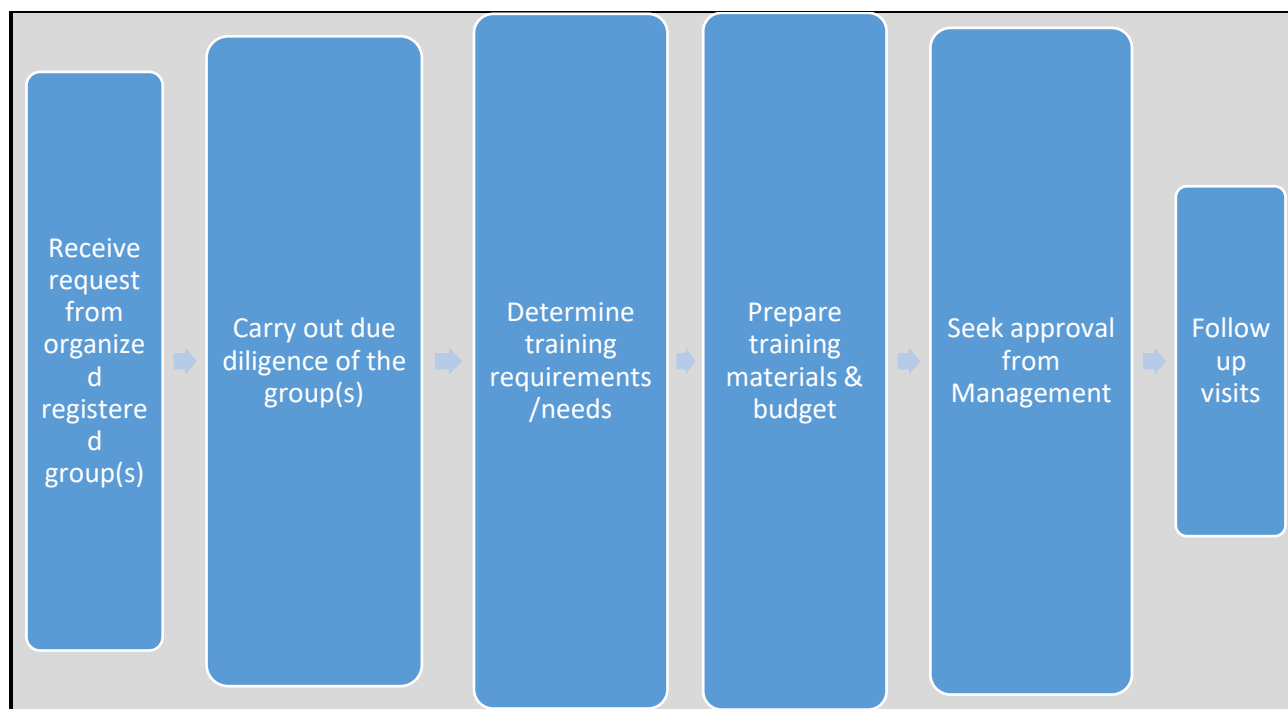 Receive
request
from
organize
d
registere
d
group(s)
Carry out due
diligence of the
group(s)
Determine
training
requirements
/needs
Prepare
training
materials &
budget
Seek approval
from
Management
Follow
up
visits